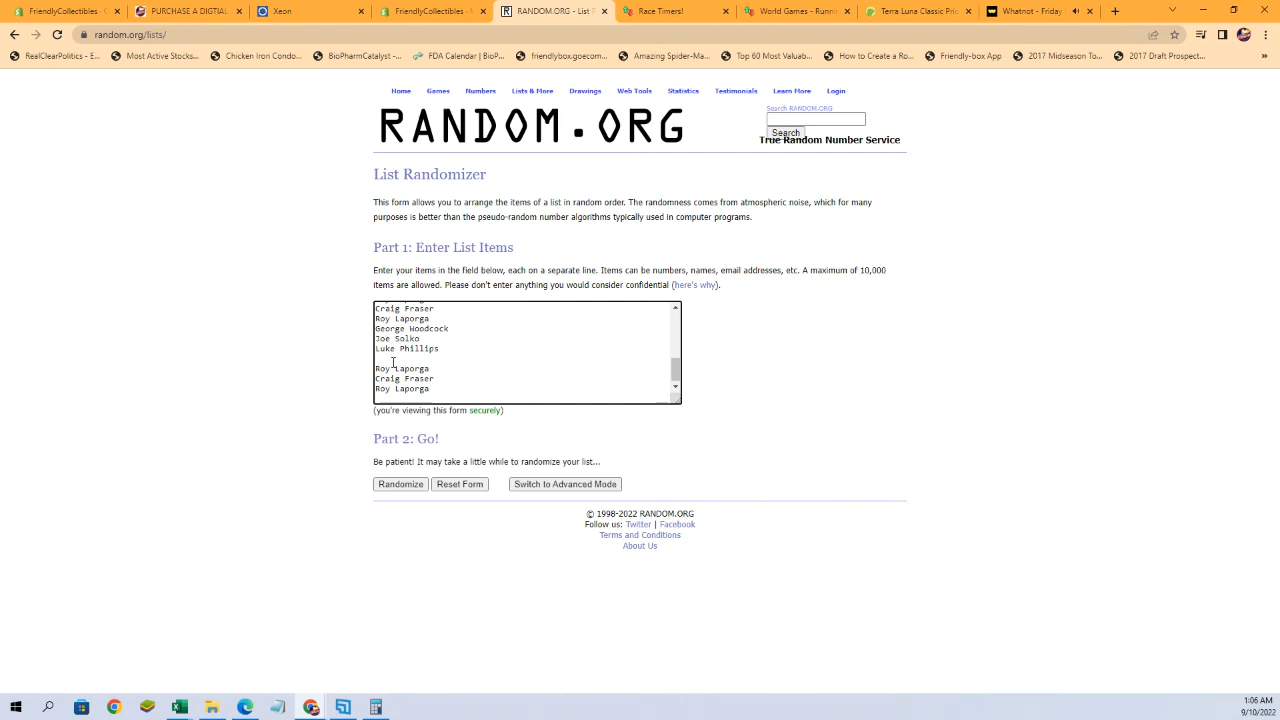 Friendly-Collectibles - C
PURCHASE A DIGTIAL
Xeon
Friendly-Collectibles
RANDOM.ORG - List F
Race Times!
Manual Number
Terra Luna Classic Pric
Whatnot - Friday
random.org/lists/
RealClearPolitics - E...
Most Active Stocks...
Chicken Iron Condo...
BioPharmCatalyst -...
FDA Calendar | BioP...
friendlybox.goecom...
Amazing Spider-Ma...
Top 60 Most Valuab...
How to Create a Ro...
Friendly-box App
2017 Midseason To...
2017 Draft Prospect...
»
Home Games Numbers Lists & More Drawings Web Tools Statistics Testimonials Learn More Login
RANDOM.ORG
Search RANDOM.ORG
Search
True Random Number Service
List Randomizer
This form allows you to arrange the items of a list in random order. The randomness comes from atmospheric noise, which for many
purposes is better than the pseudo-random number algorithms typically used in computer programs.
Part 1: Enter List Items
Enter your items in the field below, each on a separate line. Items can be numbers, names, email addresses, etc. A maximum of 10,000
items are allowed. Please don't enter anything you would consider confidential (here's why).
Craig Fraser
Roy Laporga
George Woodcock
Joe Solko
Luke Phillips
Roy Laporga
Craig Fraser
Roy Laporga
(you're viewing this form securely)
Part 2: Go!
Be patient! It may take a little while to randomize your list...
Randomize Reset Form Switch to Advanced Mode
© 1998-2022 RANDOM.ORG
Follow us: Twitter | Facebook
Terms and Conditions
About Us
1:06 AM
9/10/2022